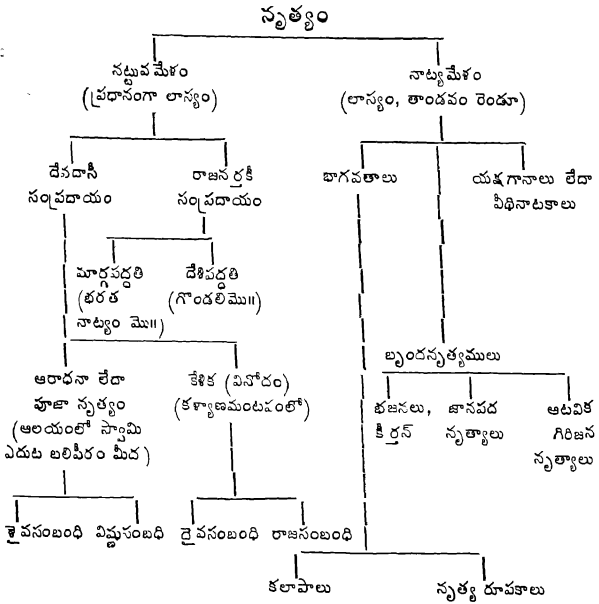 నృత్యం
నట్టువమేళం
(ప్రధానంగా లాస్యం)
నాట్యమేళం
(లాస్యం, తాండవం రెండూ)
దేవదాసీ
సంప్రదాయం
రాజనర్తకీ
సంప్రదాయం
భాగవతాలు
యక్షగానాలు లేదా
వీథినాటకాలు
మార్గపద్ధతి
(భరత
నాట్యం మొ॥)
దేశిపద్ధతి
(గొండలిమొ॥)
బృందనృత్యములు
ఆరాధనా లేదా
పూజా నృత్యం
(ఆలయంలో స్వామి
ఎదుట బలిపీఠం మీద)
కేళిక (వినోదం)
(కళ్యాణమంటపంలో)
భజనలు,
కీర్తన్
జానపద
నృత్యాలు
ఆటవిక
గిరిజన
నృత్యాలు
శైవసంబంధి విష్ణుసంబధి
దైవసంబంధి రాజసంబంధి
కలాపాలు
నృత్య రూపకాలు